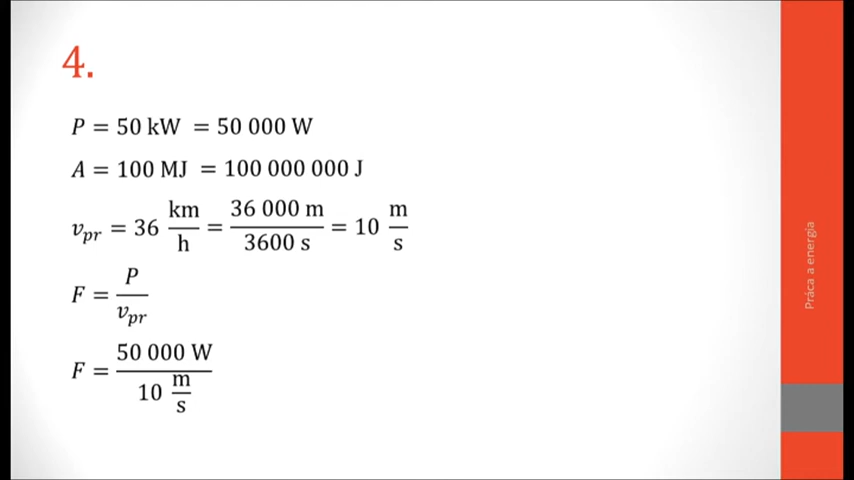 4.
P = 50 kW = 50 000 W
A = 100 MJ = 100 000 000 J
v_pr = 36 km/h = 36 000 m/3600 s = 10 m/s
F = P/v_pr
F = 50 000 W/10 m/s
Práca a energia